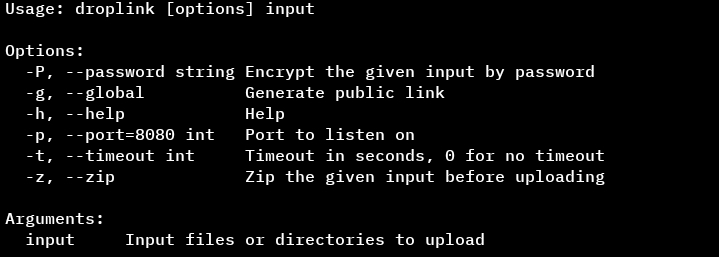 Usage: droplink [options] input

Options:
  -P, --password string Encrypt the given input by password
  -g, --global          Generate public link
  -h, --help            Help
  -p, --port=8080 int   Port to listen on
  -t, --timeout int     Timeout in seconds, 0 for no timeout
  -z, --zip             Zip the given input before uploading

Arguments:
  input     Input files or directories to upload